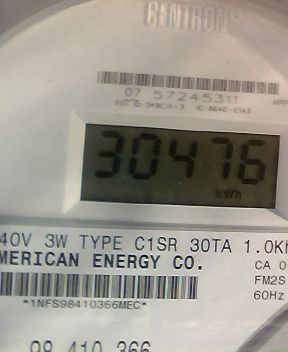 CENTRON®
07 57245311
30476
kWh
40V 3W TYPE C1SR 30TA 1.0K
MERICAN ENERGY CO.
CA 0
FM2S
60Hz
*1NFS98410366MEC*
98 410 366